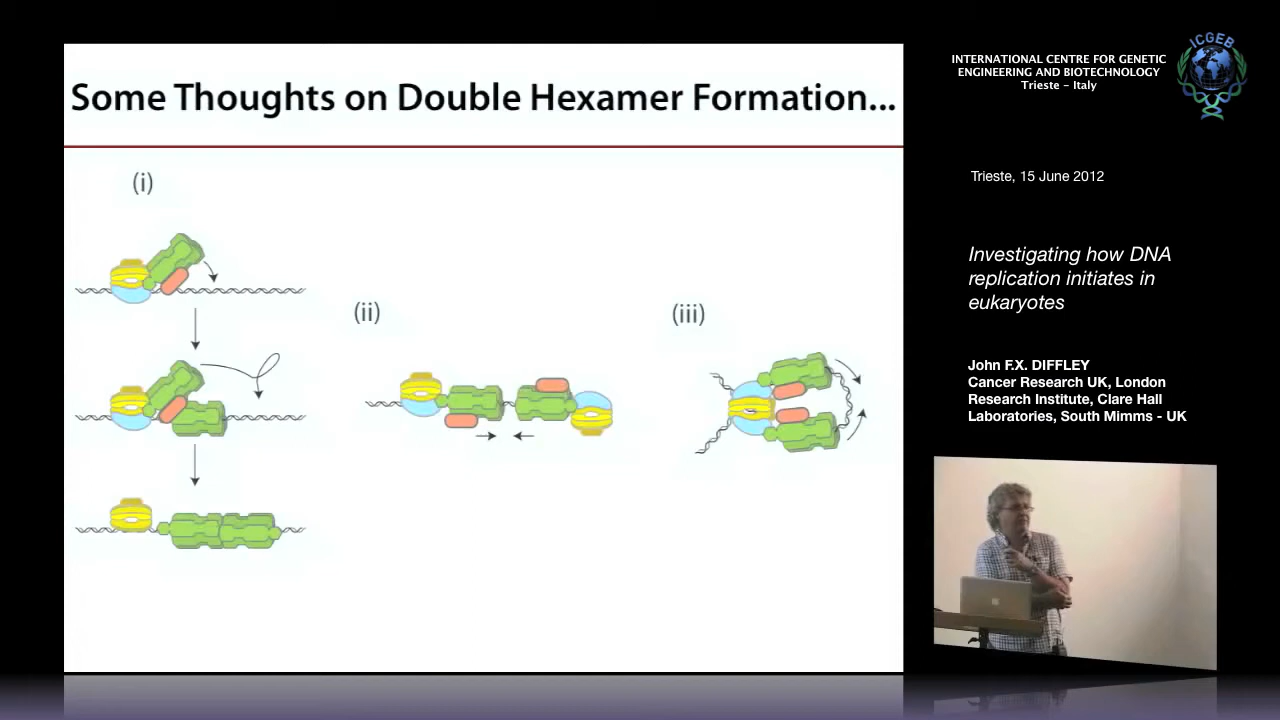 Some Thoughts on Double Hexamer Formation...
(i)
(ii)
(iii)
INTERNATIONAL CENTRE FOR GENETIC
ENGINEERING AND BIOTECHNOLOGY
Trieste – Italy
ICGEB
Trieste, 15 June 2012
Investigating how DNA
replication initiates in
eukaryotes
John F.X. DIFFLEY
Cancer Research UK, London
Research Institute, Clare Hall
Laboratories, South Mimms - UK